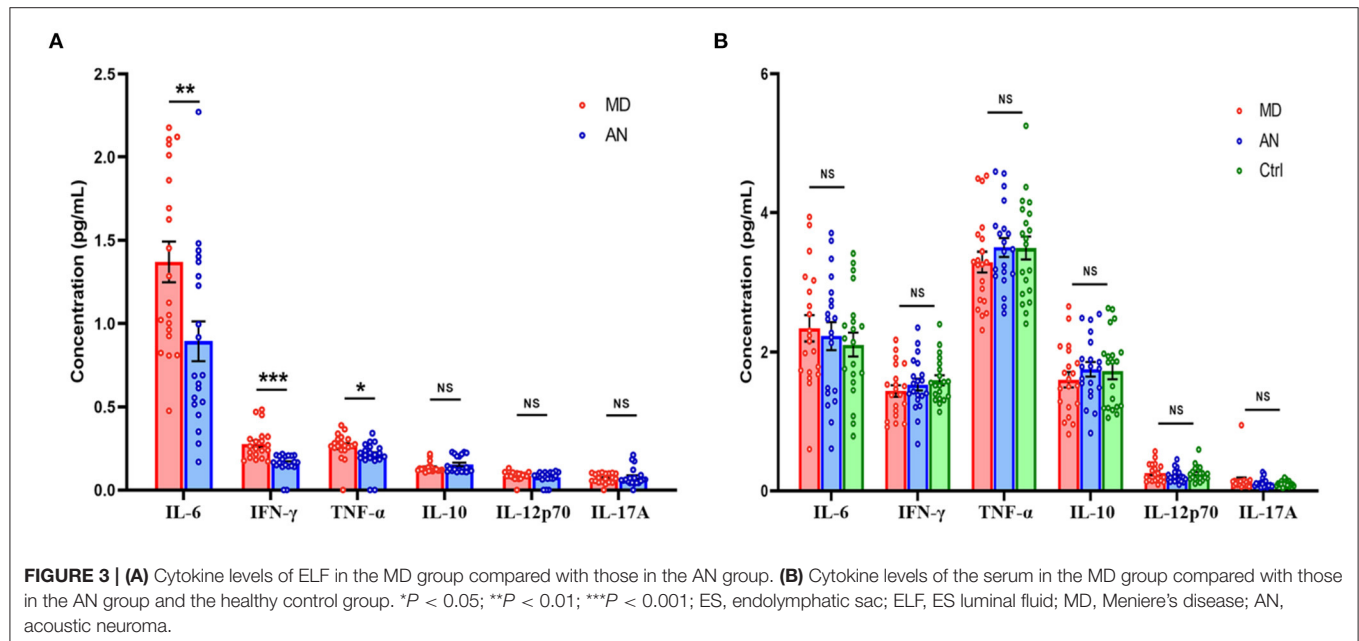 A
2.5
2.0
1.5
1.0
0.5
0.0
Concentration (pg/mL)
**
***
*
NS
NS
NS
MD
AN
IL-6
IFN-γ
TNF-α
IL-10
IL-12p70
IL-17A
B
6
4
2
0
Concentration (pg/mL)
NS
NS
NS
NS
NS
NS
MD
AN
Ctrl
IL-6
IFN-γ
TNF-α
IL-10
IL-12p70
IL-17A
FIGURE 3 | (A) Cytokine levels of ELF in the MD group compared with those in the AN group. (B) Cytokine levels of the serum in the MD group compared with those
in the AN group and the healthy control group. *P < 0.05; **P < 0.01; ***P < 0.001; ES, endolymphatic sac; ELF, ES luminal fluid; MD, Meniere's disease; AN,
acoustic neuroma.